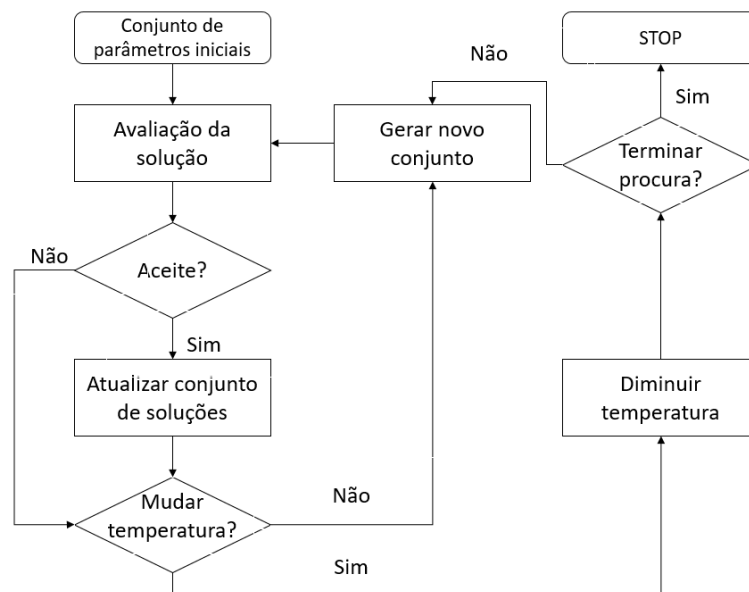 Conjunto de
parâmetros iniciais
STOP
Não
Sim
Avaliação da
solução
Gerar novo
conjunto
Terminar
procura?
Não
Aceite?
Sim
Atualizar conjunto
de soluções
Diminuir
temperatura
Mudar
temperatura?
Não
Sim